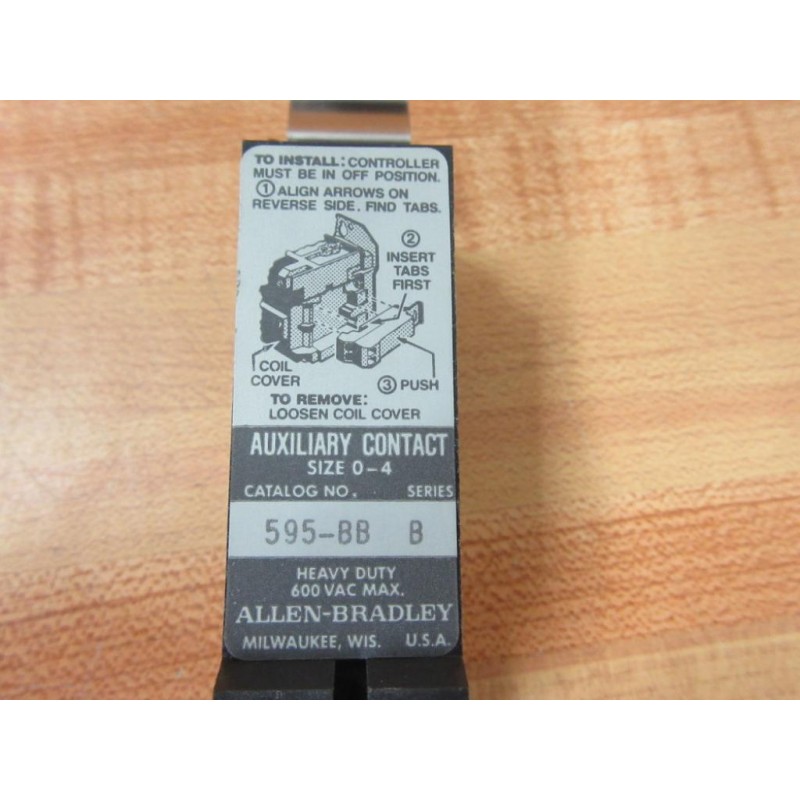 TO INSTALL: CONTROLLER
MUST BE IN OFF POSITION.
① ALIGN ARROWS ON
REVERSE SIDE. FIND TABS.
②
INSERT
TABS
FIRST
COIL
COVER
③ PUSH
TO REMOVE:
LOOSEN COIL COVER
AUXILIARY CONTACT
SIZE 0-4
CATALOG NO. SERIES
595-BB B
HEAVY DUTY
600 VAC MAX.
ALLEN-BRADLEY
MILWAUKEE, WIS. U.S.A.